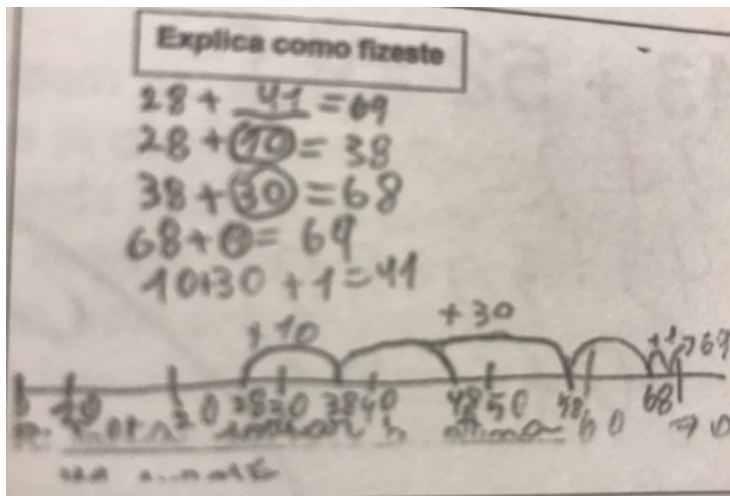 Explica como fizeste
28 + 41 = 69
28 + 10 = 38
38 + 30 = 68
68 + = 69
10+30 + 1 = 41
+10 +30 +1 69
10 20 28 30 38 40 48 50 58 60 68 70